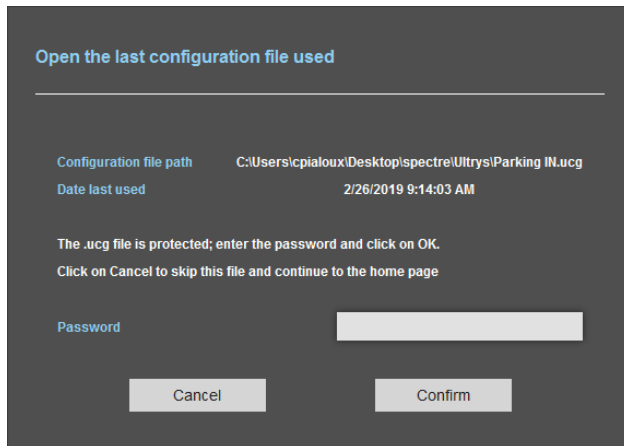 Open the last configuration file used
Configuration file path C:\Users\cpialoux\Desktop\spectre\Ultrys\Parking IN.ucg
Date last used 2/26/2019 9:14:03 AM
The .ucg file is protected; enter the password and click on OK.
Click on Cancel to skip this file and continue to the home page
Password
Cancel Confirm